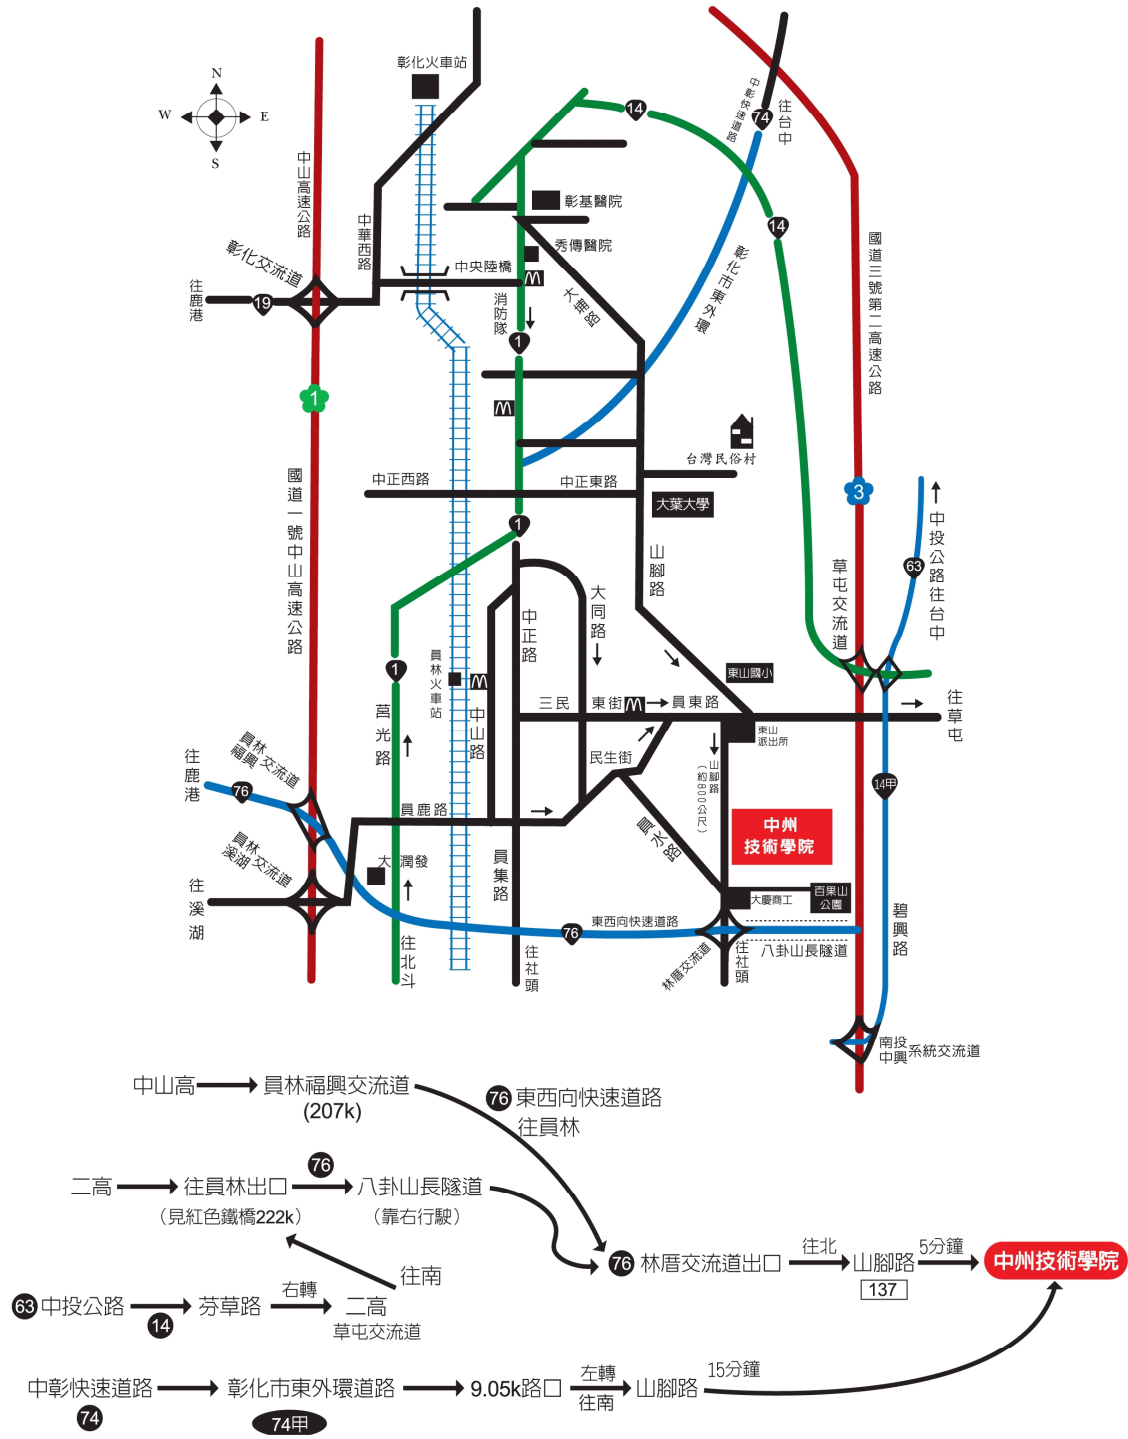 彰化火車站
N
W
E
S
中彰快速道路
74
往台中
14
中山高速公路
中華西路
彰基醫院
秀傳醫院
14
彰化交流道
中央陸橋
大埔路
彰化市東外環
國道三號第二高速公路
往鹿港
19
消防隊
1
1
台灣民俗村
國道一號中山高速公路
中正西路
中正東路
大葉大學
3
1
中投公路往台中
63
草屯交流道
山腳路
大同路
中正路
員林火車站
1
東山國小
三民
東街
員東路
往草屯
莒光路
中山路
東山
派出所
民生街
山腳路
(約800公尺)
往鹿港
員林
福興
交流道
76
14甲
員鹿路
中州
技術學院
員水路
員林
溪湖
交流道
大潤發
員集路
往溪湖
百果山
公園
大慶商工
碧興路
東西向快速道路
76
往北斗
往社頭
林厝交流道
往社頭
八卦山長隧道
南投
中興
系統交流道
中山高
員林福興交流道
(207k)
76
東西向快速道路
往員林
二高
往員林出口
76
八卦山長隧道
(見紅色鐵橋222k)
(靠右行駛)
76
林厝交流道出口
往北
山腳路
137
5分鐘
中州技術學院
往南
63
中投公路
14
芬草路
右轉
二高
草屯交流道
中彰快速道路
74
彰化市東外環道路
74甲
9.05k路口
左轉
往南
山腳路
15分鐘